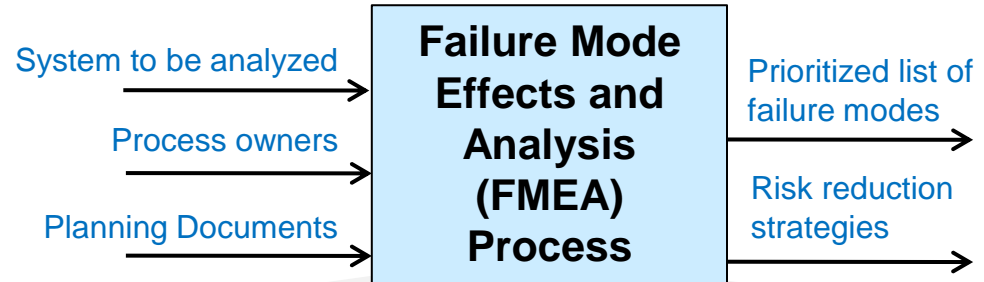 System to be analyzed
Process owners
Planning Documents
Failure Mode
Effects and
Analysis
(FMEA)
Process
Prioritized list of
failure modes
Risk reduction
strategies